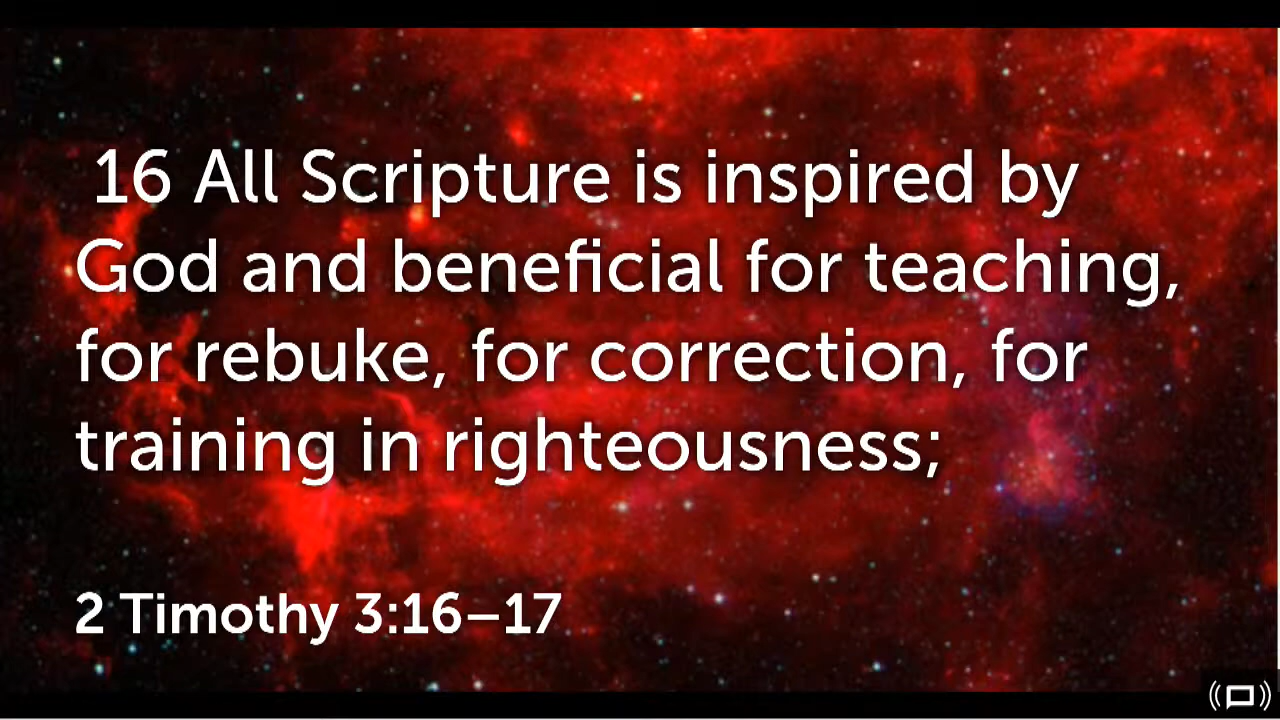 16 All Scripture is inspired by
God and beneficial for teaching,
for rebuke, for correction, for
training in righteousness;
2 Timothy 3:16–17